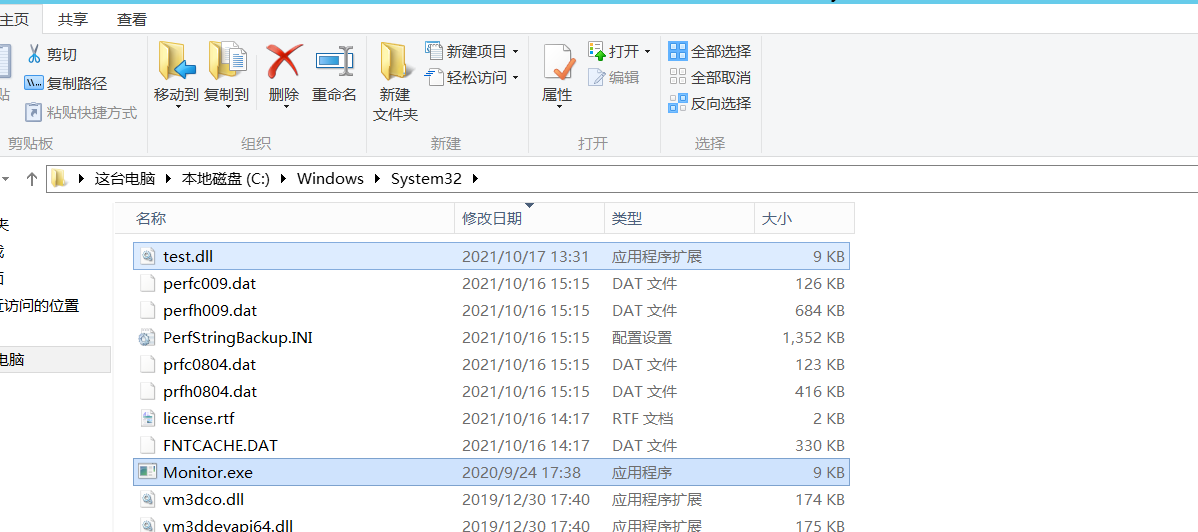 主页 共享 查看
剪切
复制路径
贴 粘贴快捷方式
剪贴板
移动到 复制到 删除 重命名
组织
新建
文件夹
新建项目
轻松访问
新建
属性
打开
编辑
打开
全部选择
全部取消
反向选择
选择
这台电脑 本地磁盘 (C:) Windows System32
夹
面
近访问的位置
电脑
名称 修改日期 类型 大小
test.dll 2021/10/17 13:31 应用程序扩展 9 KB
perfc009.dat 2021/10/16 15:15 DAT 文件 126 KB
perfh009.dat 2021/10/16 15:15 DAT 文件 684 KB
PerfStringBackup.INI 2021/10/16 15:15 配置设置 1,352 KB
prfc0804.dat 2021/10/16 15:15 DAT 文件 123 KB
prfh0804.dat 2021/10/16 15:15 DAT 文件 416 KB
license.rtf 2021/10/16 14:17 RTF 文档 2 KB
FNTCACHE.DAT 2021/10/16 14:17 DAT 文件 330 KB
Monitor.exe 2020/9/24 17:38 应用程序 9 KB
vm3dco.dll 2019/12/30 17:40 应用程序扩展 174 KB
vm3ddevapi64.dll 2019/12/30 17:40 应用程序扩展 175 KB